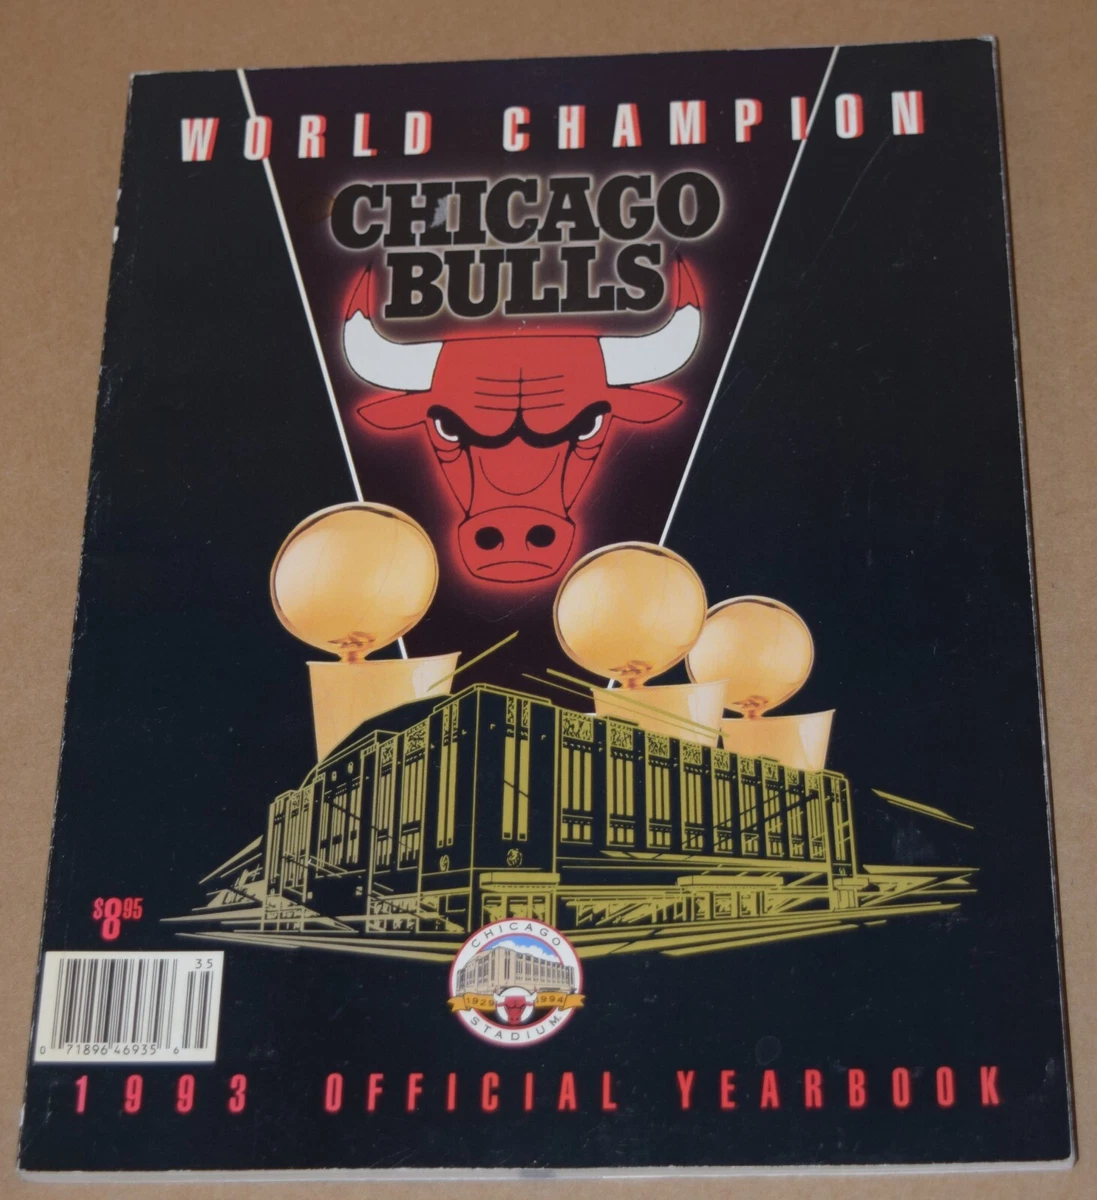 WORLD CHAMPION
CHICAGO
BULLS
$8.95
35
0 71896 46935 6
CHICAGO
1929 1994
STADIUM
1993 OFFICIAL YEARBOOK